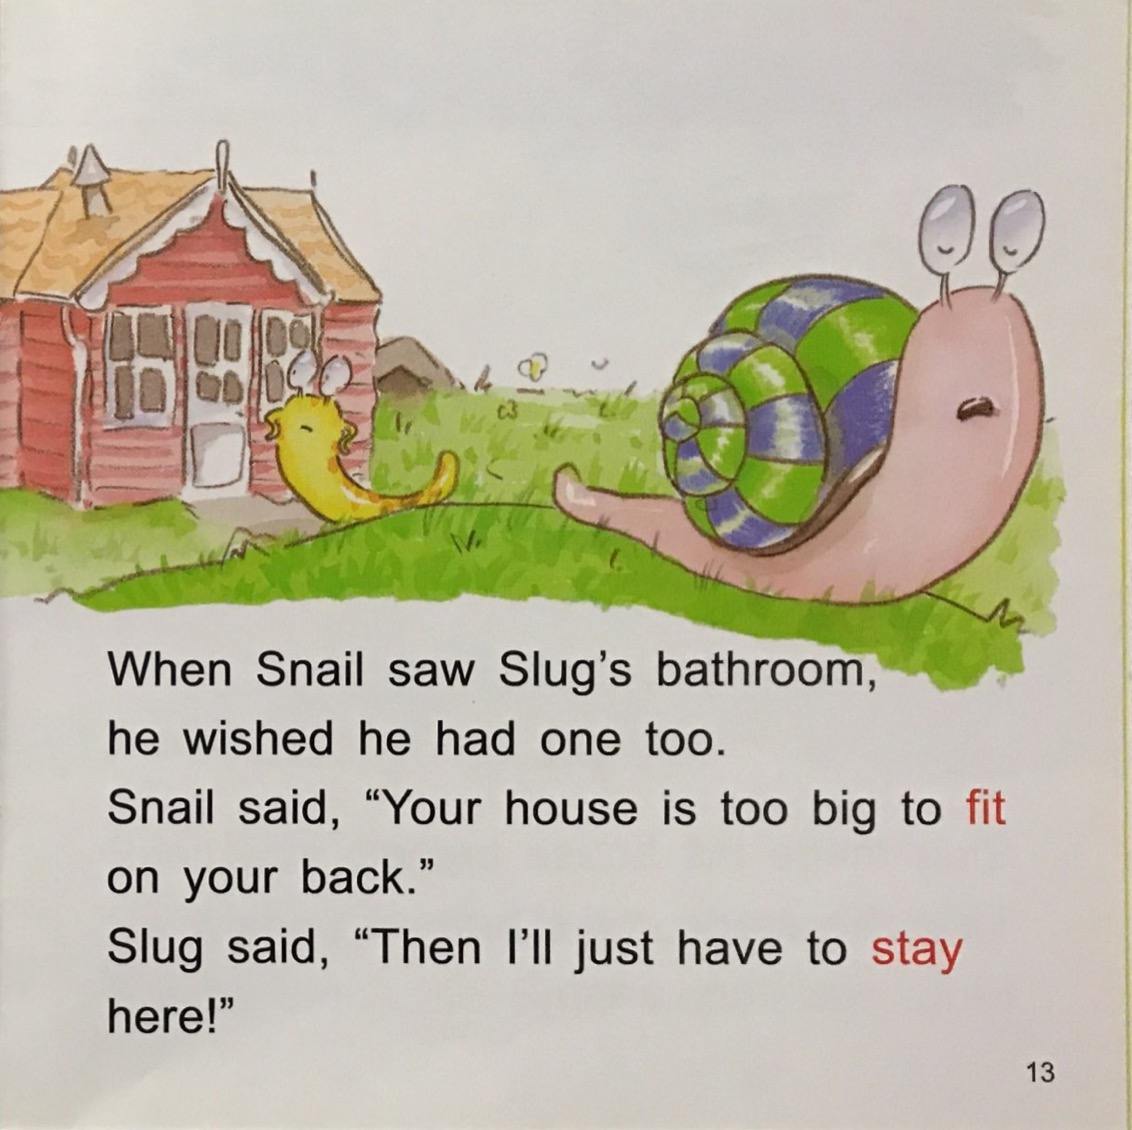 When Snail saw Slug’s bathroom,
he wished he had one too.
Snail said, “Your house is too big to fit
on your back.”
Slug said, “Then I’ll just have to stay
here!”
13